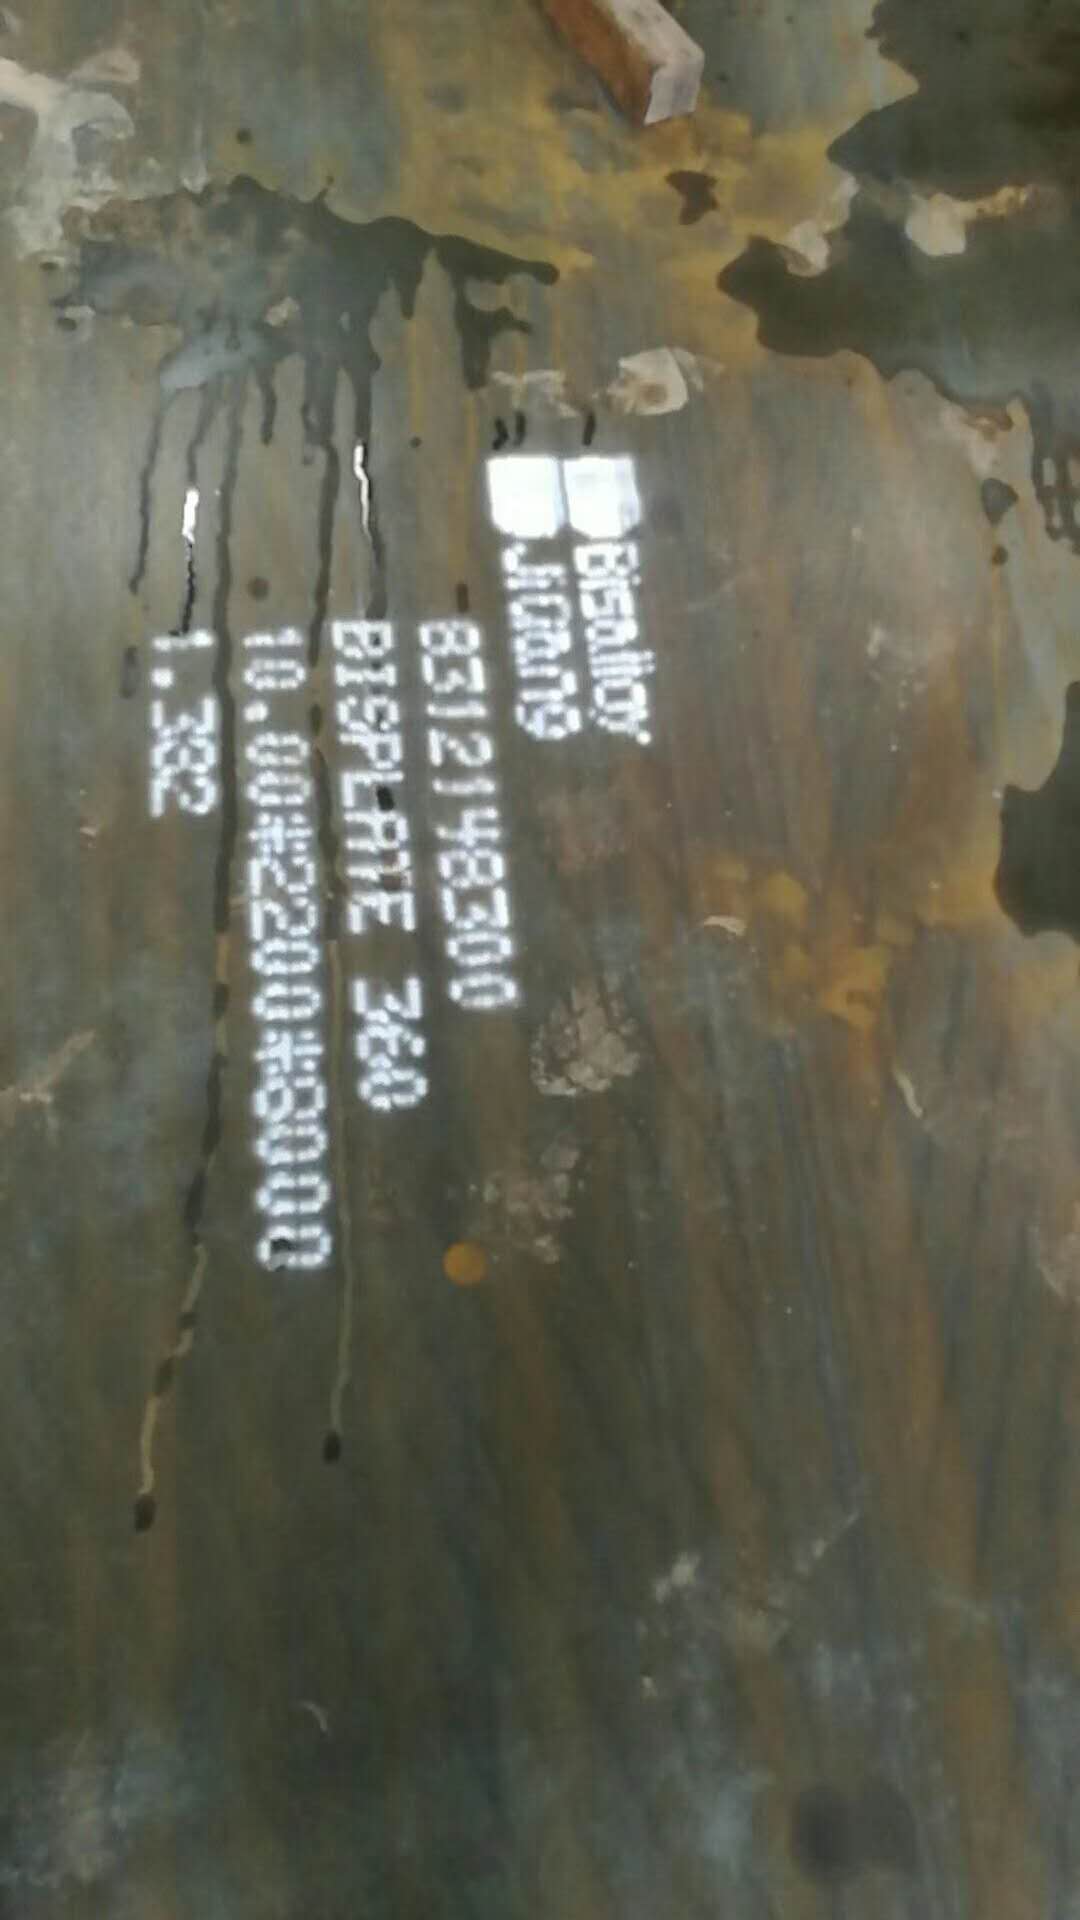 Bisalloy
JiGang
8312148300
BISPLATE 360
10.00*2200*8000
1.382